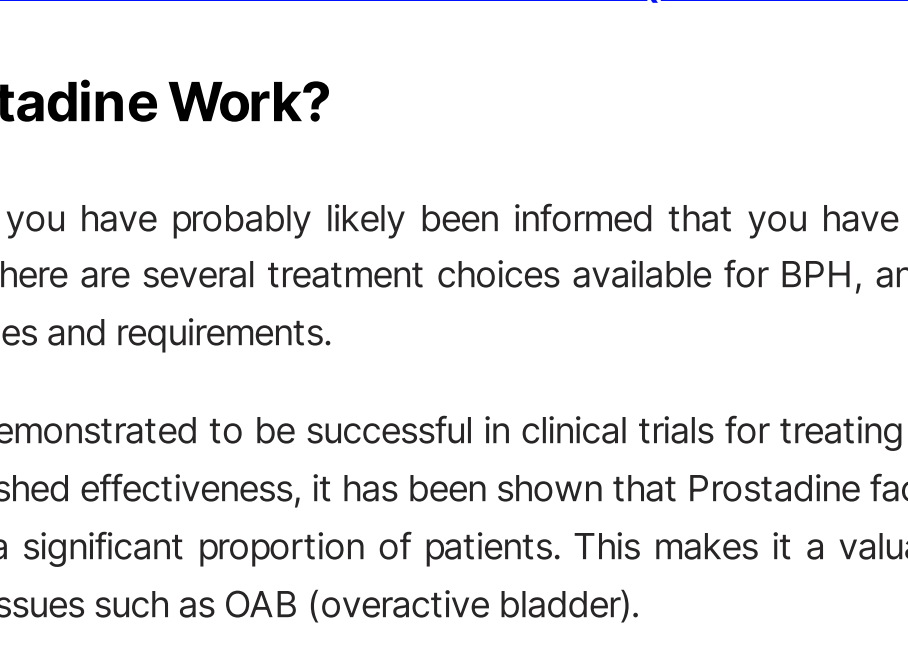 tadine Work?
you have probably likely been informed that you have
here are several treatment choices available for BPH, an
es and requirements.
emonstrated to be successful in clinical trials for treating
shed effectiveness, it has been shown that Prostadine fac
a significant proportion of patients. This makes it a valua
ssues such as OAB (overactive bladder).